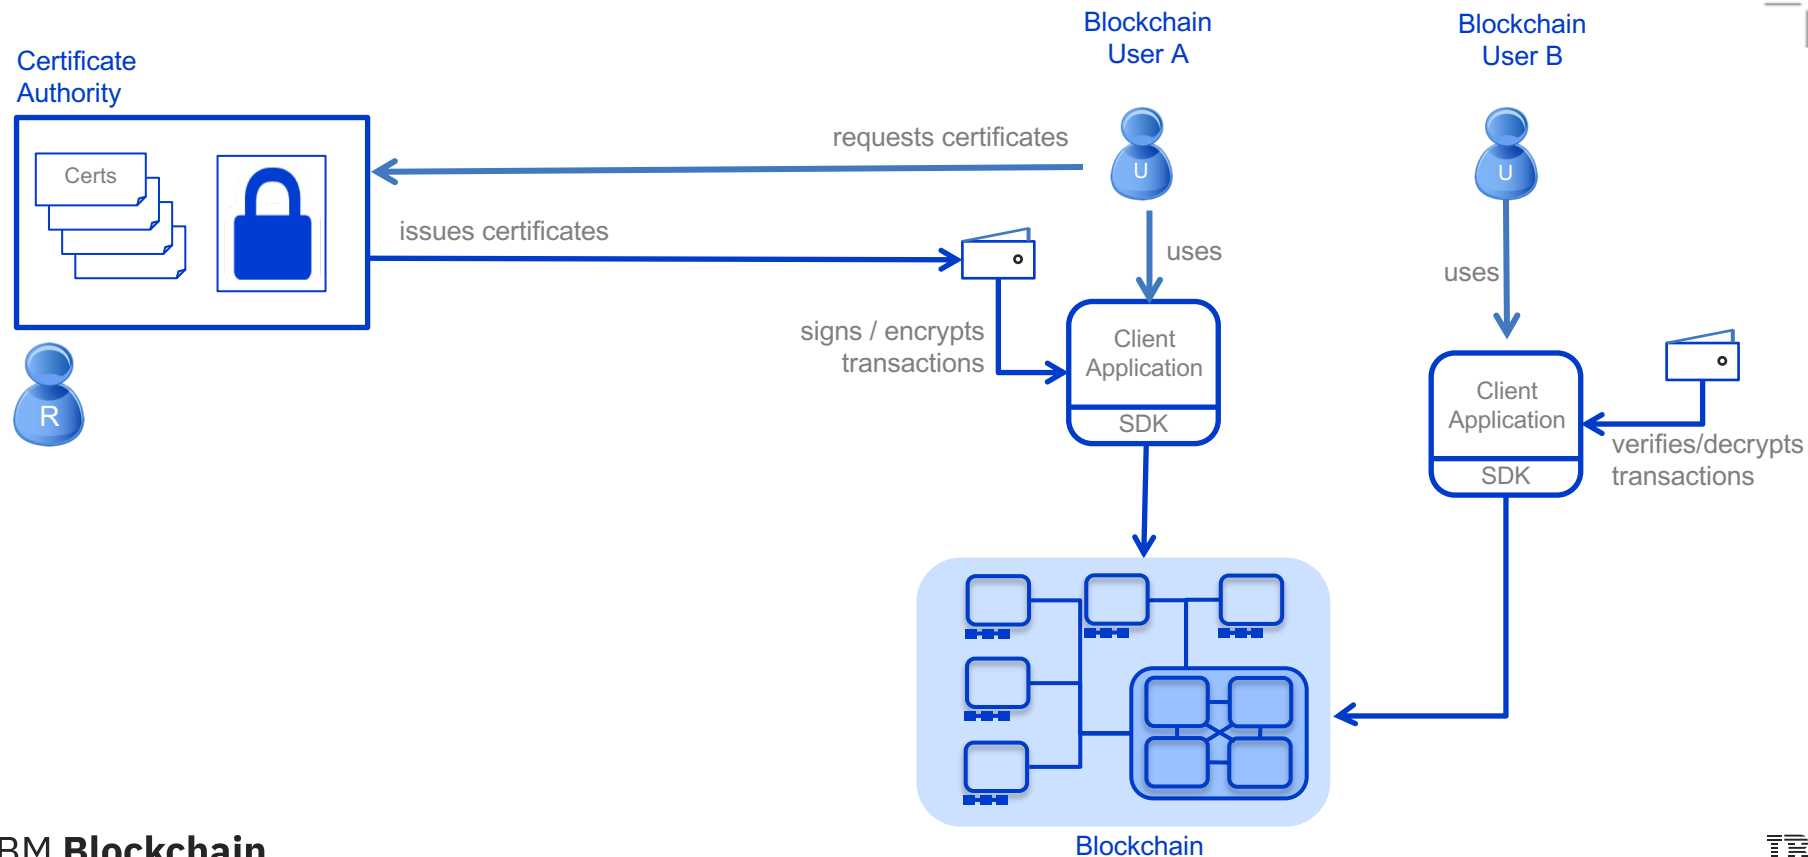 Blockchain
User A
Blockchain
User B
Certificate
Authority
requests certificates
Certs
U
U
issues certificates
uses
uses
signs / encrypts
transactions
Client
Application
SDK
Client
Application
SDK
verifies/decrypts
transactions
R
Blockchain
BM Blockchain